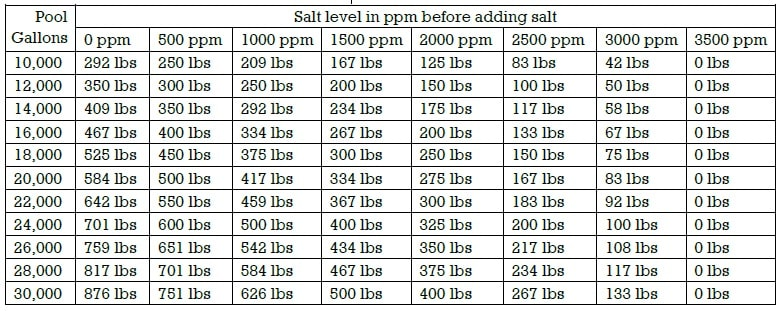 Pool Gallons Salt level in ppm before adding salt
0 ppm 500 ppm 1000 ppm 1500 ppm 2000 ppm 2500 ppm 3000 ppm 3500 ppm
10,000 292 lbs 250 lbs 209 lbs 167 lbs 125 lbs 83 lbs 42 lbs 0 lbs
12,000 350 lbs 300 lbs 250 lbs 200 lbs 150 lbs 100 lbs 50 lbs 0 lbs
14,000 409 lbs 350 lbs 292 lbs 234 lbs 175 lbs 117 lbs 58 lbs 0 lbs
16,000 467 lbs 400 lbs 334 lbs 267 lbs 200 lbs 133 lbs 67 lbs 0 lbs
18,000 525 lbs 450 lbs 375 lbs 300 lbs 250 lbs 150 lbs 75 lbs 0 lbs
20,000 584 lbs 500 lbs 417 lbs 334 lbs 275 lbs 167 lbs 83 lbs 0 lbs
22,000 642 lbs 550 lbs 459 lbs 367 lbs 300 lbs 183 lbs 92 lbs 0 lbs
24,000 701 lbs 600 lbs 500 lbs 400 lbs 325 lbs 200 lbs 100 lbs 0 lbs
26,000 759 lbs 651 lbs 542 lbs 434 lbs 350 lbs 217 lbs 108 lbs 0 lbs
28,000 817 lbs 701 lbs 584 lbs 467 lbs 375 lbs 234 lbs 117 lbs 0 lbs
30,000 876 lbs 751 lbs 626 lbs 500 lbs 400 lbs 267 lbs 133 lbs 0 lbs